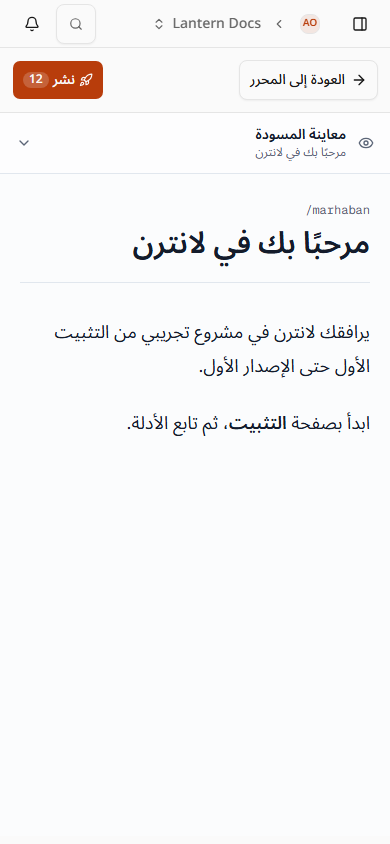 AO
Lantern Docs
العودة إلى المحرر
نشر 12
معاينة المسودة
مرحبًا بك في لانترن
/marhaban
مرحبًا بك في لانترن
يرافقك لانترن في مشروع تجريبي من التثبيت
الأول حتى الإصدار الأول.
ابدأ بصفحة التثبيت، ثم تابع الأدلة.